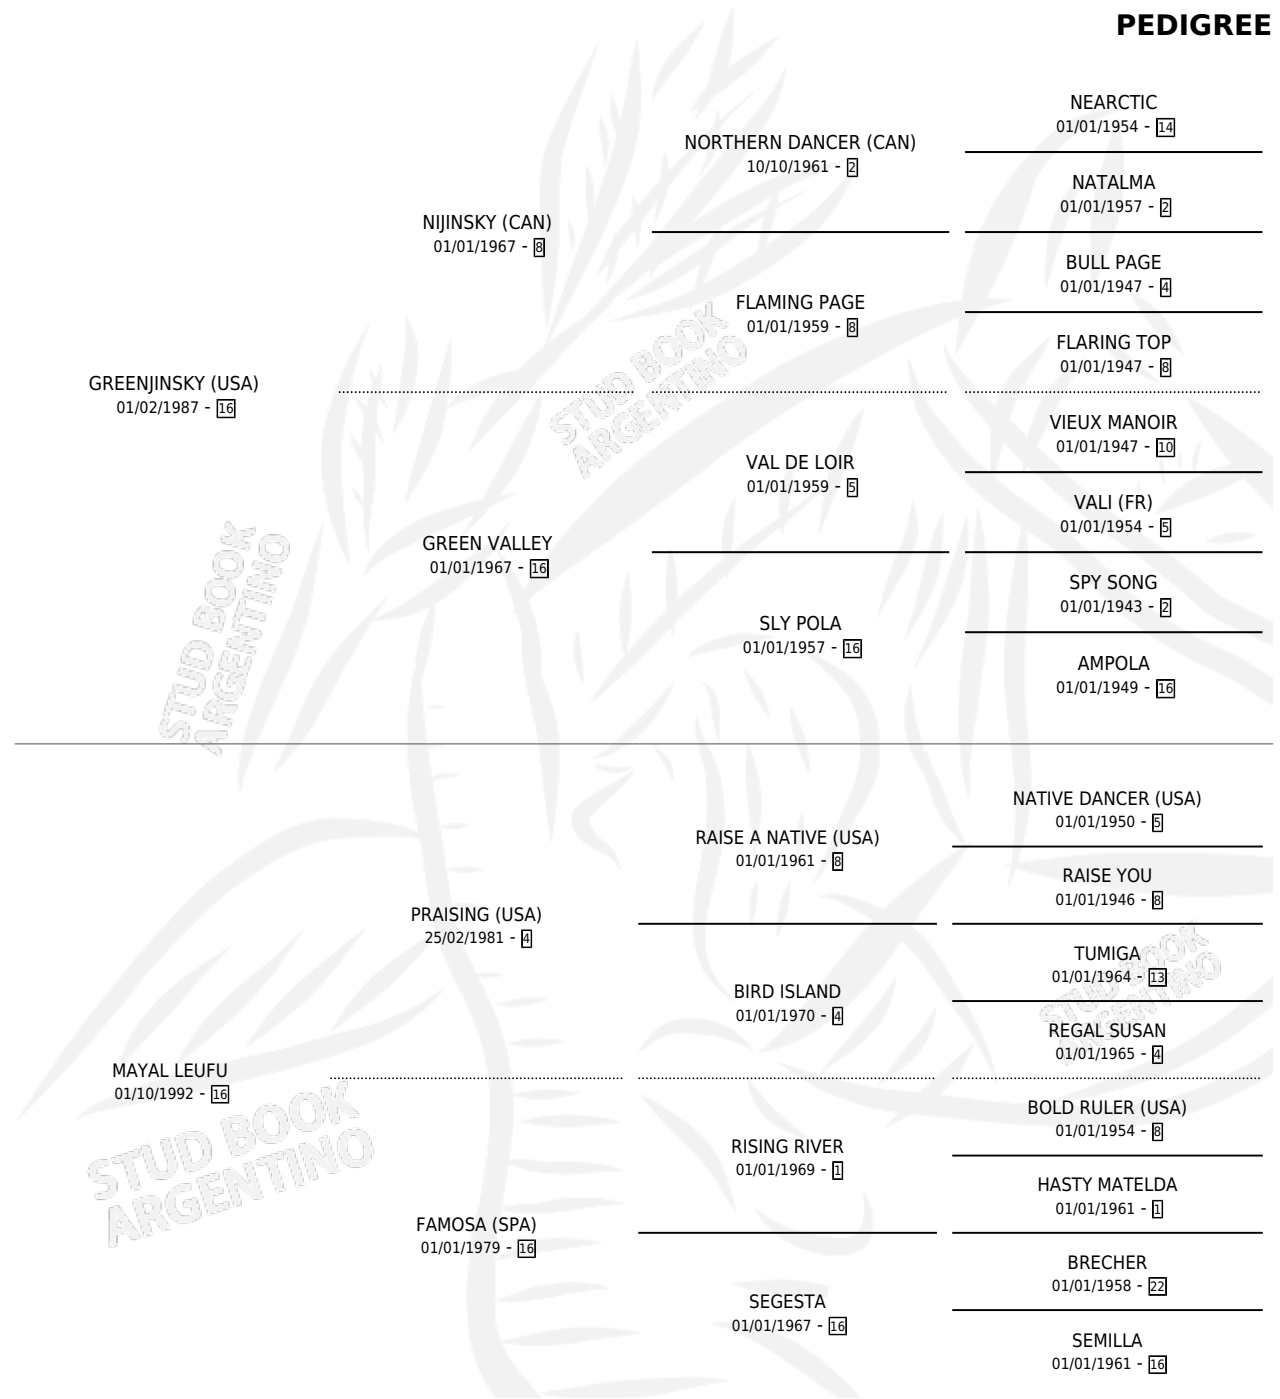 PEDIGREE
NEARCTIC
01/01/1954 - 14
NORTHERN DANCER (CAN)
10/10/1961 - 2
NATALMA
01/01/1957 - 2
NIJINSKY (CAN)
01/01/1967 - 8
BULL PAGE
01/01/1947 - 4
FLAMING PAGE
01/01/1959 - 8
FLARING TOP
01/01/1947 - 8
GREENJINSKY (USA)
01/02/1987 - 16
VIEUX MANOIR
01/01/1947 - 10
VAL DE LOIR
01/01/1959 - 5
VALI (FR)
01/01/1954 - 5
GREEN VALLEY
01/01/1967 - 16
SPY SONG
01/01/1943 - 2
SLY POLA
01/01/1957 - 16
AMPOLA
01/01/1949 - 16
NATIVE DANCER (USA)
01/01/1950 - 5
RAISE A NATIVE (USA)
01/01/1961 - 8
RAISE YOU
01/01/1946 - 8
PRAISING (USA)
25/02/1981 - 4
TUMIGA
01/01/1964 - 13
BIRD ISLAND
01/01/1970 - 4
REGAL SUSAN
01/01/1965 - 4
MAYAL LEUFU
01/10/1992 - 16
BOLD RULER (USA)
01/01/1954 - 8
RISING RIVER
01/01/1969 - 1
HASTY MATELDA
01/01/1961 - 1
FAMOSA (SPA)
01/01/1979 - 16
BRECHER
01/01/1958 - 22
SEGESTA
01/01/1967 - 16
SEMILLA
01/01/1961 - 16
STUD BOOK
ARGENTINO
STUD BOOK
ARGENTINO
STUD BOOK
ARGENTINO
STUD BOOK
ARGENTINO